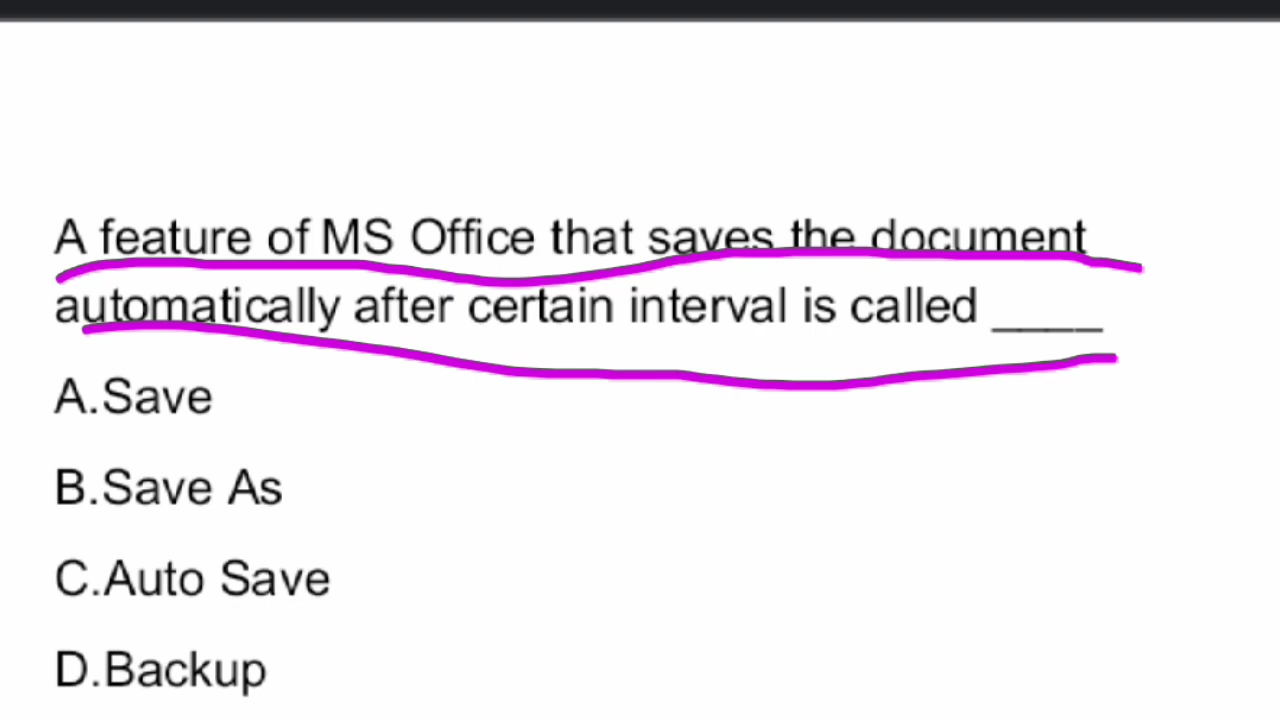 A feature of MS Office that saves the document
automatically after certain interval is called ____
A.Save
B.Save As
C.Auto Save
D.Backup